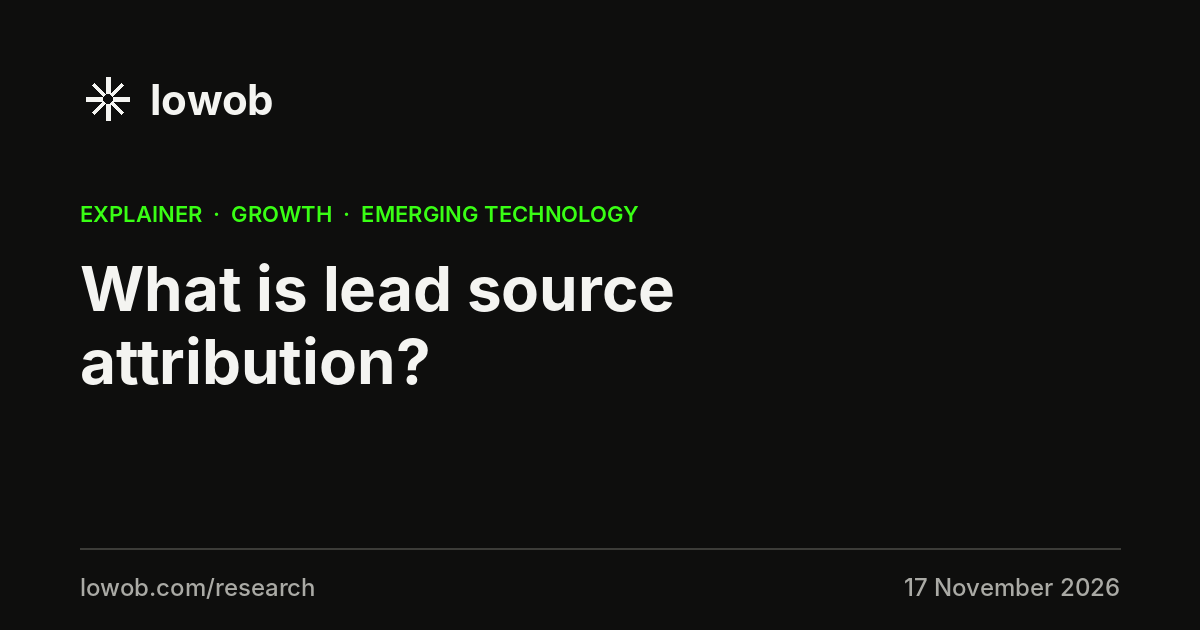 lowob
EXPLAINER · GROWTH · EMERGING TECHNOLOGY
What is lead source
attribution?
lowob.com/research
17 November 2026